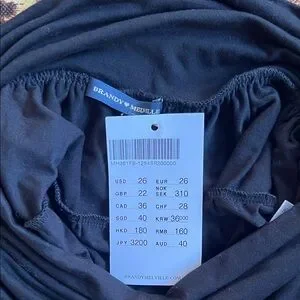 BRANDY♥MELVILLE
USD 26 EUR 26
GBP 22 NOK SEK 310
CAD 36 CHF 28
SGD 40 KRW 36000
HKD 180 RMB 160
JPY 3200 AUD 40
BRANDYMELVILLE.COM